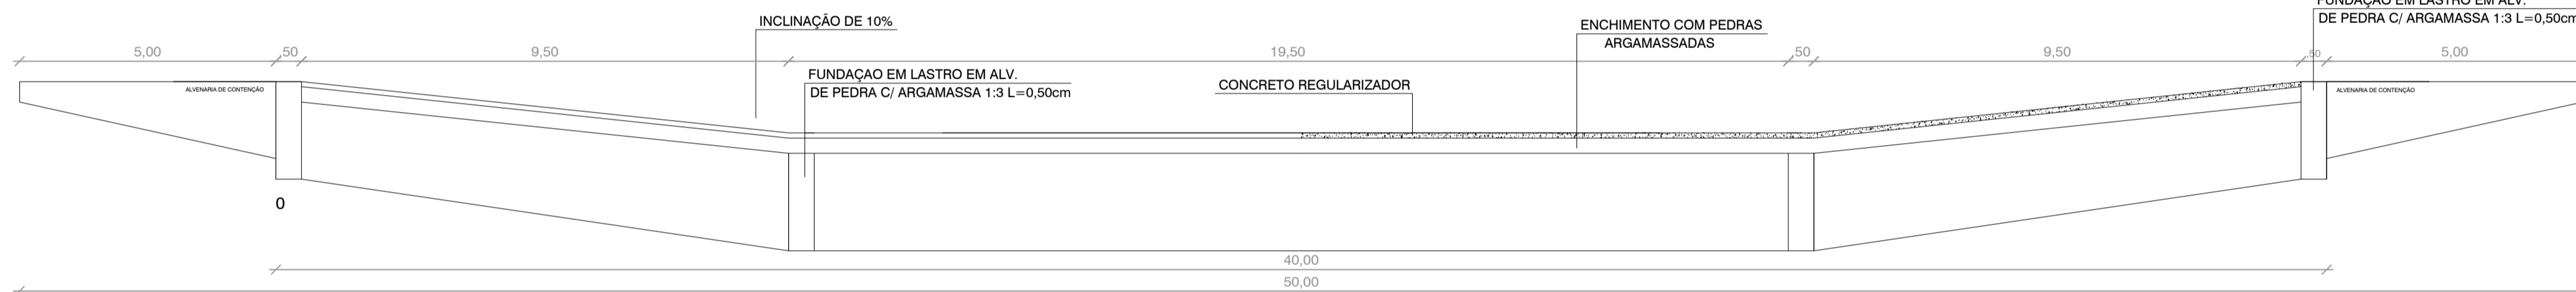 FUNDAÇÃO EM LASTRO EM ALV.
DE PEDRA C/ ARGAMASSA 1:3 L=0,50cm
INCLINAÇÃO DE 10%
ENCHIMENTO COM PEDRAS
ARGAMASSADAS
5,00
,50
9,50
19,50
,50
9,50
,50
5,00
FUNDAÇAO EM LASTRO EM ALV.
DE PEDRA C/ ARGAMASSA 1:3 L=0,50cm
CONCRETO REGULARIZADOR
ALVENARIA DE CONTENÇÃO
ALVENARIA DE CONTENÇÃO
0
40,00
50,00